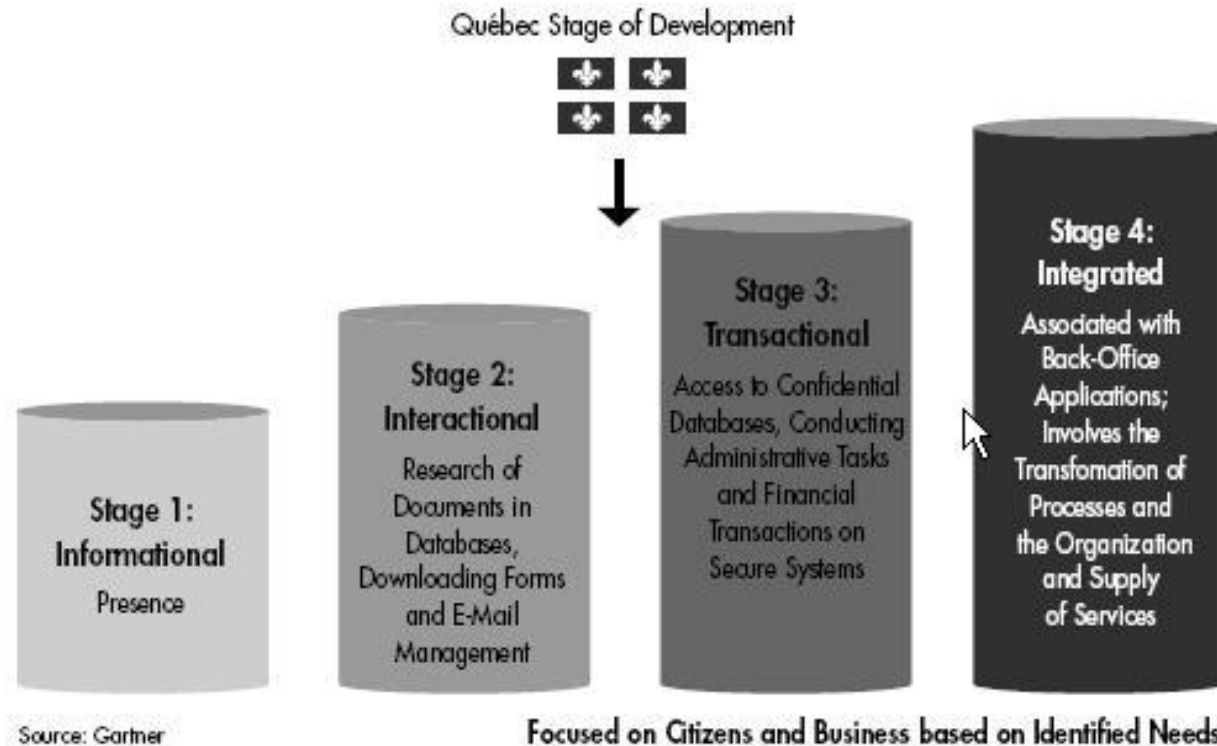 Québec Stage of Development
Stage 1:
Informational
Presence
Stage 2:
Interactional
Research of
Documents in
Databases,
Downloading Forms
and E-Mail
Management
Stage 3:
Transactional
Access to Confidential
Databases, Conducting
Administrative Tasks
and Financial
Transactions on
Secure Systems
Stage 4:
Integrated
Associated with
Back-Office
Applications;
Involves the
Transfomation of
Processes and
the Organization
and Supply
of Services
Source: Gartner
Focused on Citizens and Business based on Identified Needs